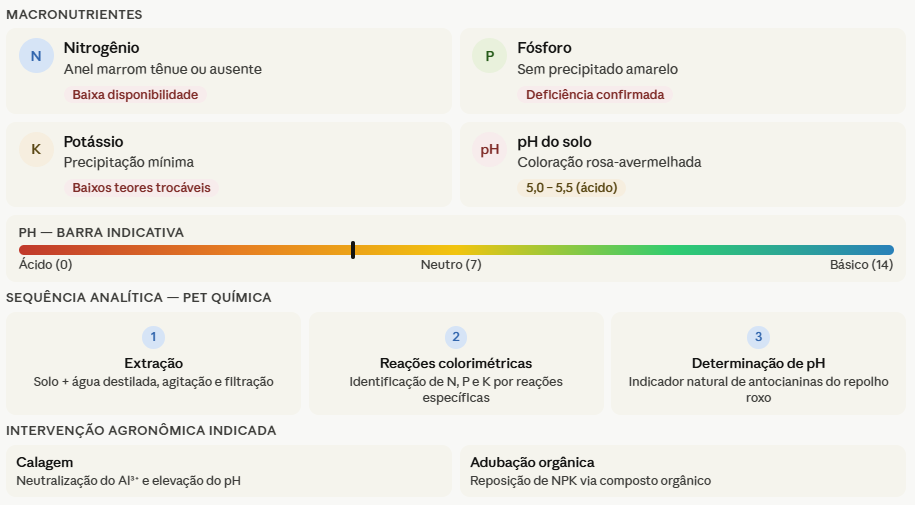 MACRONUTRIENTES
N
Nitrogênio
Anel marrom tênue ou ausente
Baixa disponibilidade
P
Fósforo
Sem precipitado amarelo
Deficiência confirmada
K
Potássio
Precipitação mínima
Baixos teores trocáveis
pH
pH do solo
Coloração rosa-avermelhada
5,0 – 5,5 (ácido)
PH — BARRA INDICATIVA
Ácido (0)
Neutro (7)
Básico (14)
SEQUÊNCIA ANALÍTICA — PET QUÍMICA
1
Extração
Solo + água destilada, agitação e filtração
2
Reações colorimétricas
Identificação de N, P e K por reações
específicas
3
Determinação de pH
Indicador natural de antocianinas do repolho
roxo
INTERVENÇÃO AGRONÔMICA INDICADA
Calagem
Neutralização do Al³⁺ e elevação do pH
Adubação orgânica
Reposição de NPK via composto orgânico